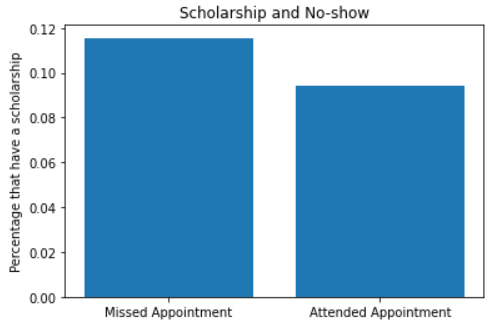 Scholarship and No-show
Percentage that have a scholarship
0.12
0.10
0.08
0.06
0.04
0.02
0.00
Missed Appointment
Attended Appointment